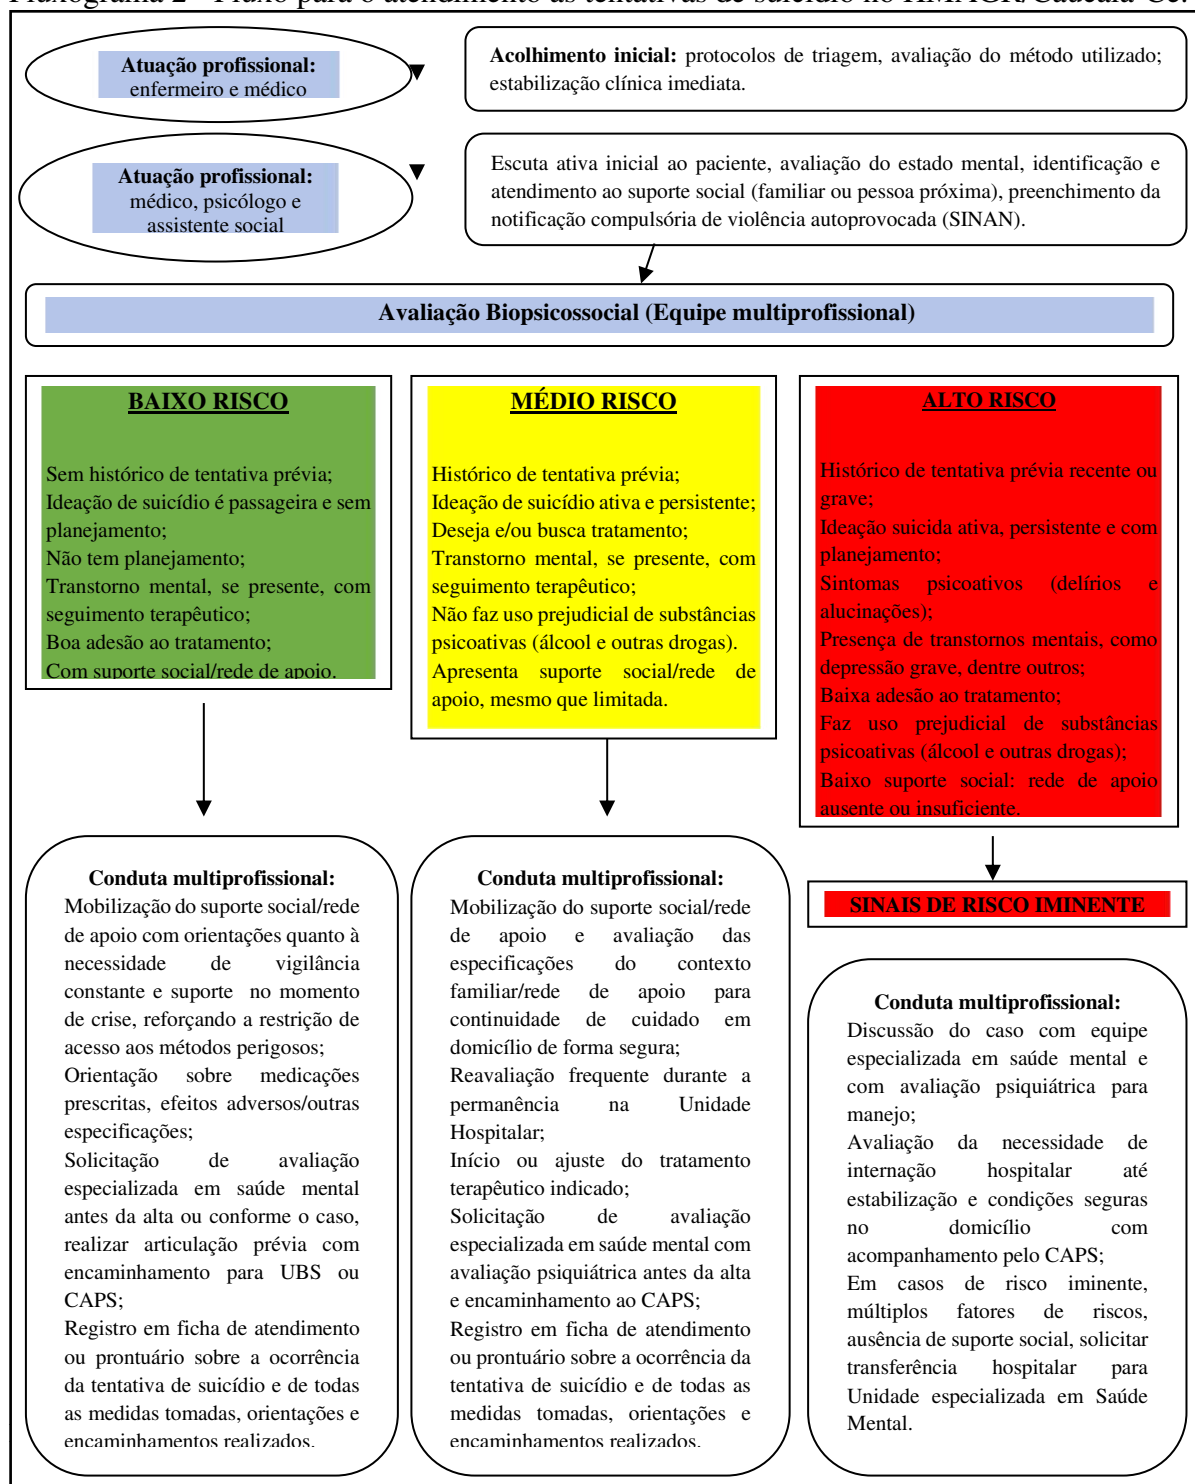 Fluxograma 2 - Fluxo para o atendimento às tentativas de suicídio no HMAGR/Caucaia-Ce.
Atuação profissional:
enfermeiro e médico
Acolhimento inicial: protocolos de triagem, avaliação do método utilizado;
estabilização clínica imediata.
Atuação profissional:
médico, psicólogo e
assistente social
Escuta ativa inicial ao paciente, avaliação do estado mental, identificação e
atendimento ao suporte social (familiar ou pessoa próxima), preenchimento da
notificação compulsória de violência autoprovocada (SINAN).
Avaliação Biopsicossocial (Equipe multiprofissional)
BAIXO RISCO
Sem histórico de tentativa prévia;
Ideação de suicídio é passageira e sem
planejamento;
Não tem planejamento;
Transtorno mental, se presente, com
seguimento terapêutico;
Boa adesão ao tratamento;
Com suporte social/rede de apoio.
MÉDIO RISCO
Histórico de tentativa prévia;
Ideação de suicídio ativa e persistente;
Deseja e/ou busca tratamento;
Transtorno mental, se presente, com
seguimento terapêutico;
Não faz uso prejudicial de substâncias
psicoativas (álcool e outras drogas).
Apresenta suporte social/rede de
apoio, mesmo que limitada.
ALTO RISCO
Histórico de tentativa prévia recente ou
grave;
Ideação suicida ativa, persistente e com
planejamento;
Sintomas psicoativos (delírios e
alucinações);
Presença de transtornos mentais, como
depressão grave, dentre outros;
Baixa adesão ao tratamento;
Faz uso prejudicial de substâncias
psicoativas (álcool e outras drogas);
Baixo suporte social: rede de apoio
ausente ou insuficiente.
Conduta multiprofissional:
Mobilização do suporte social/rede
de apoio com orientações quanto à
necessidade de vigilância
constante e suporte no momento
de crise, reforçando a restrição de
acesso aos métodos perigosos;
Orientação sobre medicações
prescritas, efeitos adversos/outras
especificações;
Solicitação de avaliação
especializada em saúde mental
antes da alta ou conforme o caso,
realizar articulação prévia com
encaminhamento para UBS ou
CAPS;
Registro em ficha de atendimento
ou prontuário sobre a ocorrência
da tentativa de suicídio e de todas
as medidas tomadas, orientações e
encaminhamentos realizados.
Conduta multiprofissional:
Mobilização do suporte social/rede
de apoio e avaliação das
especificações do contexto
familiar/rede de apoio para
continuidade de cuidado em
domicílio de forma segura;
Reavaliação frequente durante a
permanência na Unidade
Hospitalar;
Início ou ajuste do tratamento
terapêutico indicado;
Solicitação de avaliação
especializada em saúde mental com
avaliação psiquiátrica antes da alta
e encaminhamento ao CAPS;
Registro em ficha de atendimento
ou prontuário sobre a ocorrência da
tentativa de suicídio e de todas as
medidas tomadas, orientações e
encaminhamentos realizados.
SINAIS DE RISCO IMINENTE
Conduta multiprofissional:
Discussão do caso com equipe
especializada em saúde mental e
com avaliação psiquiátrica para
manejo;
Avaliação da necessidade de
internação hospitalar até
estabilização e condições seguras
no domicílio com
acompanhamento pelo CAPS;
Em casos de risco iminente,
múltiplos fatores de riscos,
ausência de suporte social, solicitar
transferência hospitalar para
Unidade especializada em Saúde
Mental.